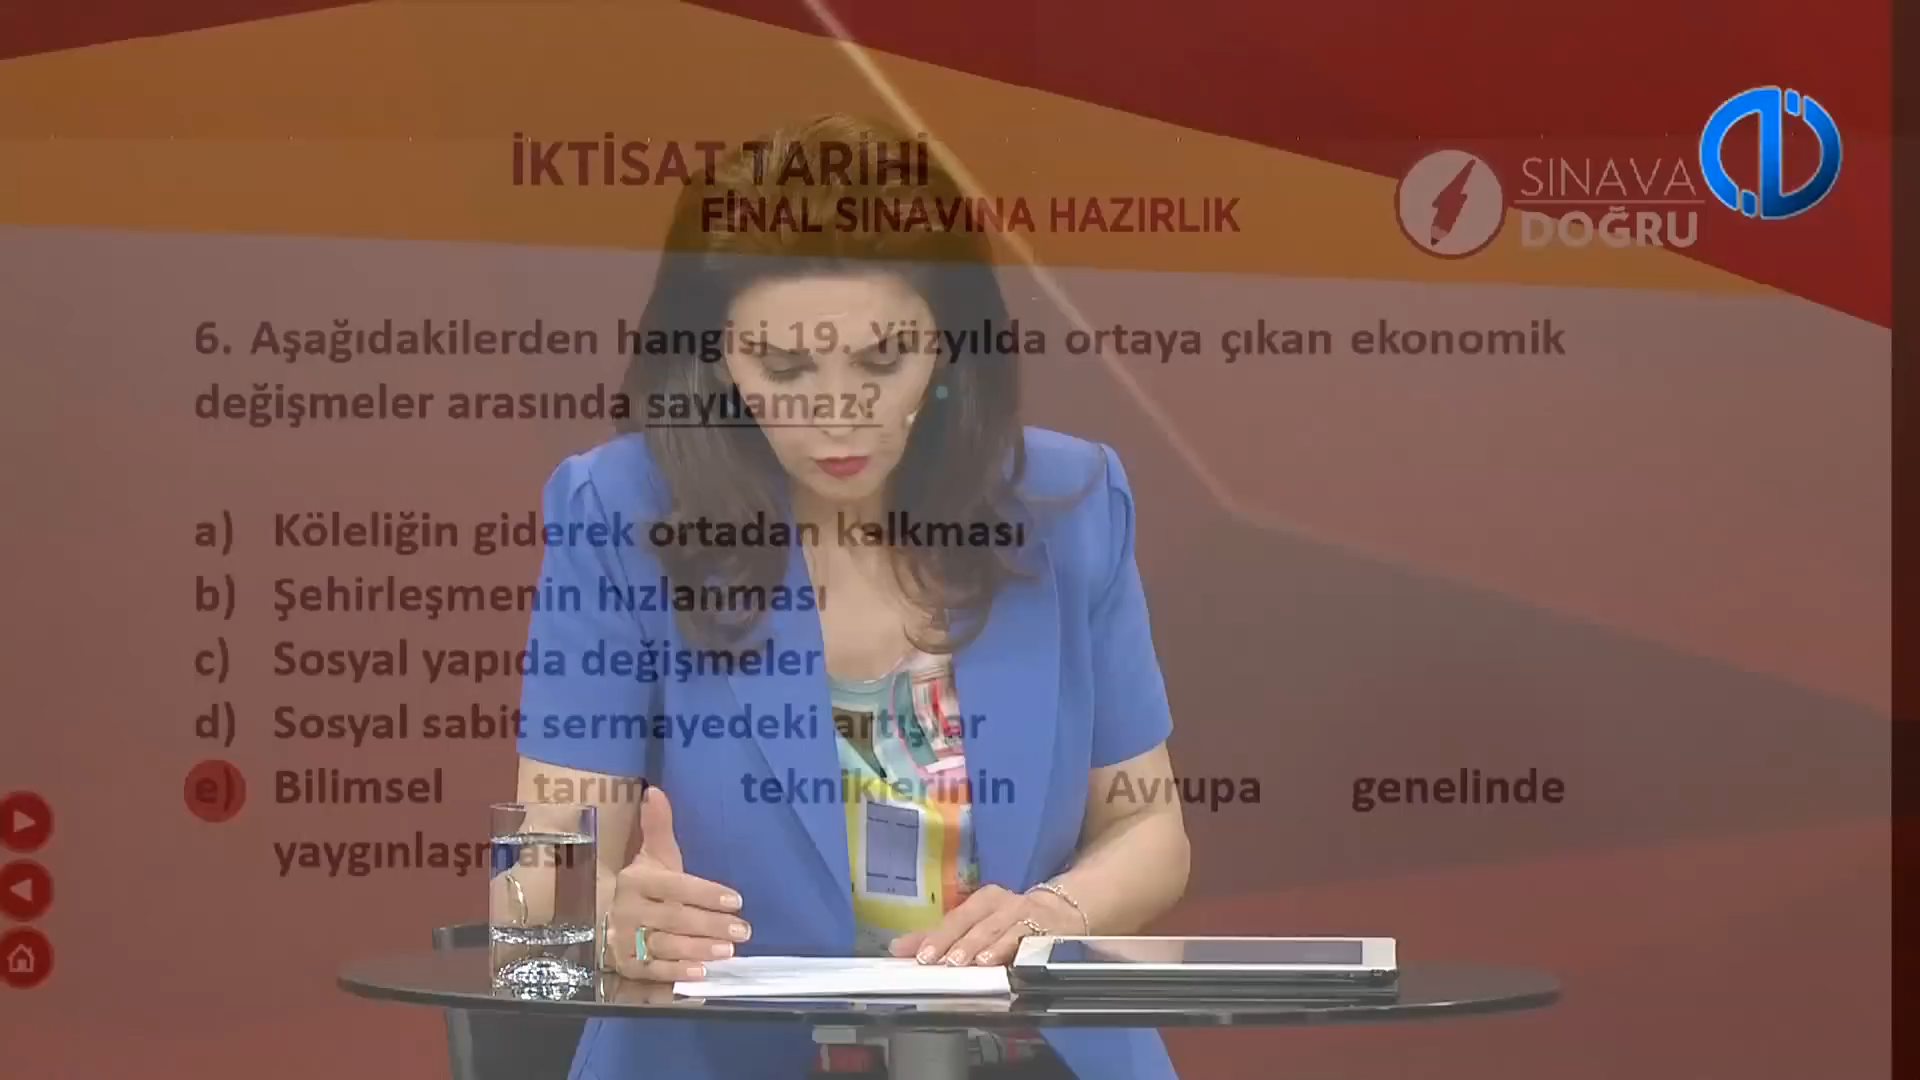 İKTİSAT TARİHİ
FİNAL SINAVINA HAZIRLIK
SINAVA
DOĞRU
6. Aşağıdakilerden hangisi 19. Yüzyılda ortaya çıkan ekonomik
değişmeler arasında sayılamaz?
a) Köleliğin giderek ortadan kalkması
b) Şehirleşmenin hızlanması
c) Sosyal yapıda değişmeler
d) Sosyal sabit sermayedeki artışlar
e) Bilimsel tarım tekniklerinin Avrupa genelinde
yaygınlaşması